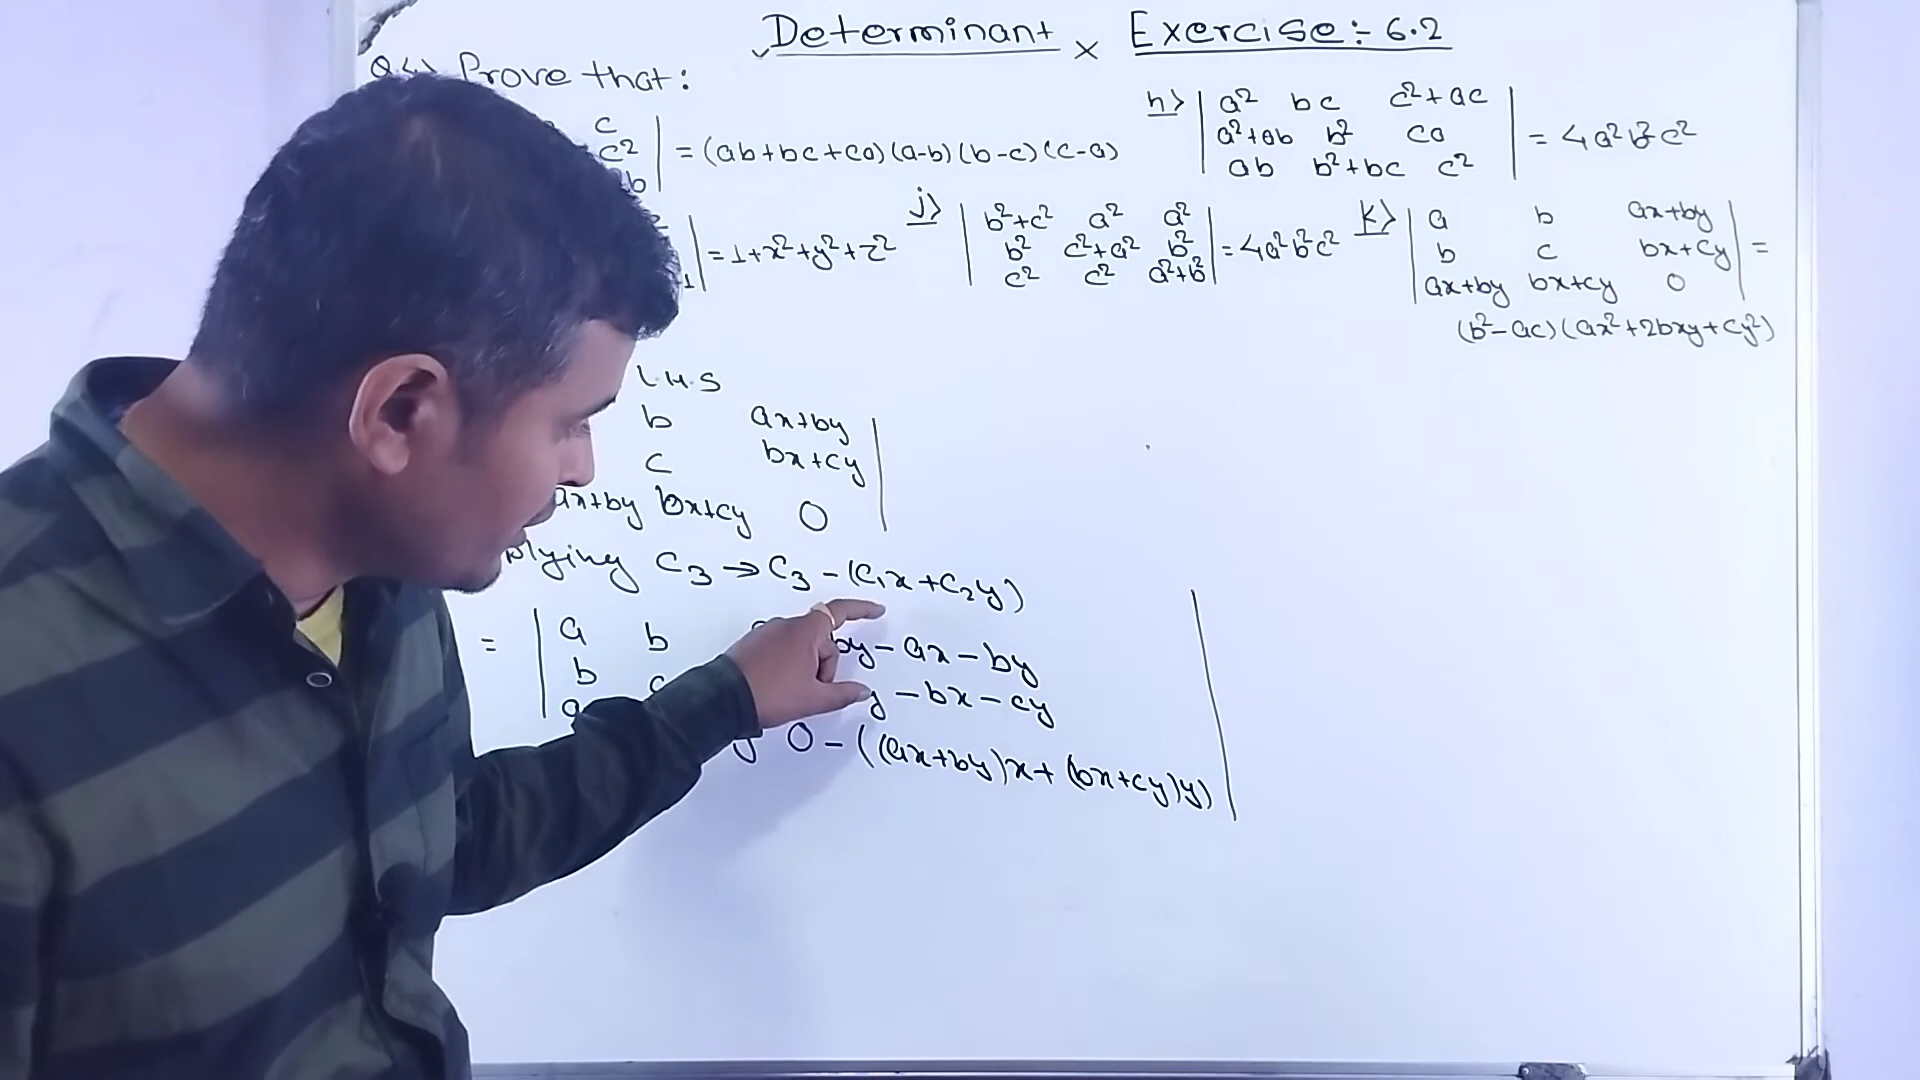 Determinant × Exercise ÷ 6.2
Prove that :
c
c² | = (ab+bc+ca)(a-b)(b-c)(c-a)
b |
h> | a² bc c²+ac |
| a²+ab b² ca | = 4a²b²c²
| ab b²+bc c² |
1 | = 1+x²+y²+z²
j> | b²+c² a² a² |
| b² c²+a² b² | = 4a²b²c²
| c² c² a²+b² |
k> | a b ax+by |
| b c bx+cy | =
| ax+by bx+cy 0 |
(b²-ac)(ax²+2bxy+cy²)
L.H.S
b ax+by |
c bx+cy |
ax+by bx+cy 0 |
C₃ → C₃ - (C₁x + C₂y)
= | a b by - ax - by |
| b c y - bx - cy |
| a y 0 - ((ax+by)x + (bx+cy)y) |